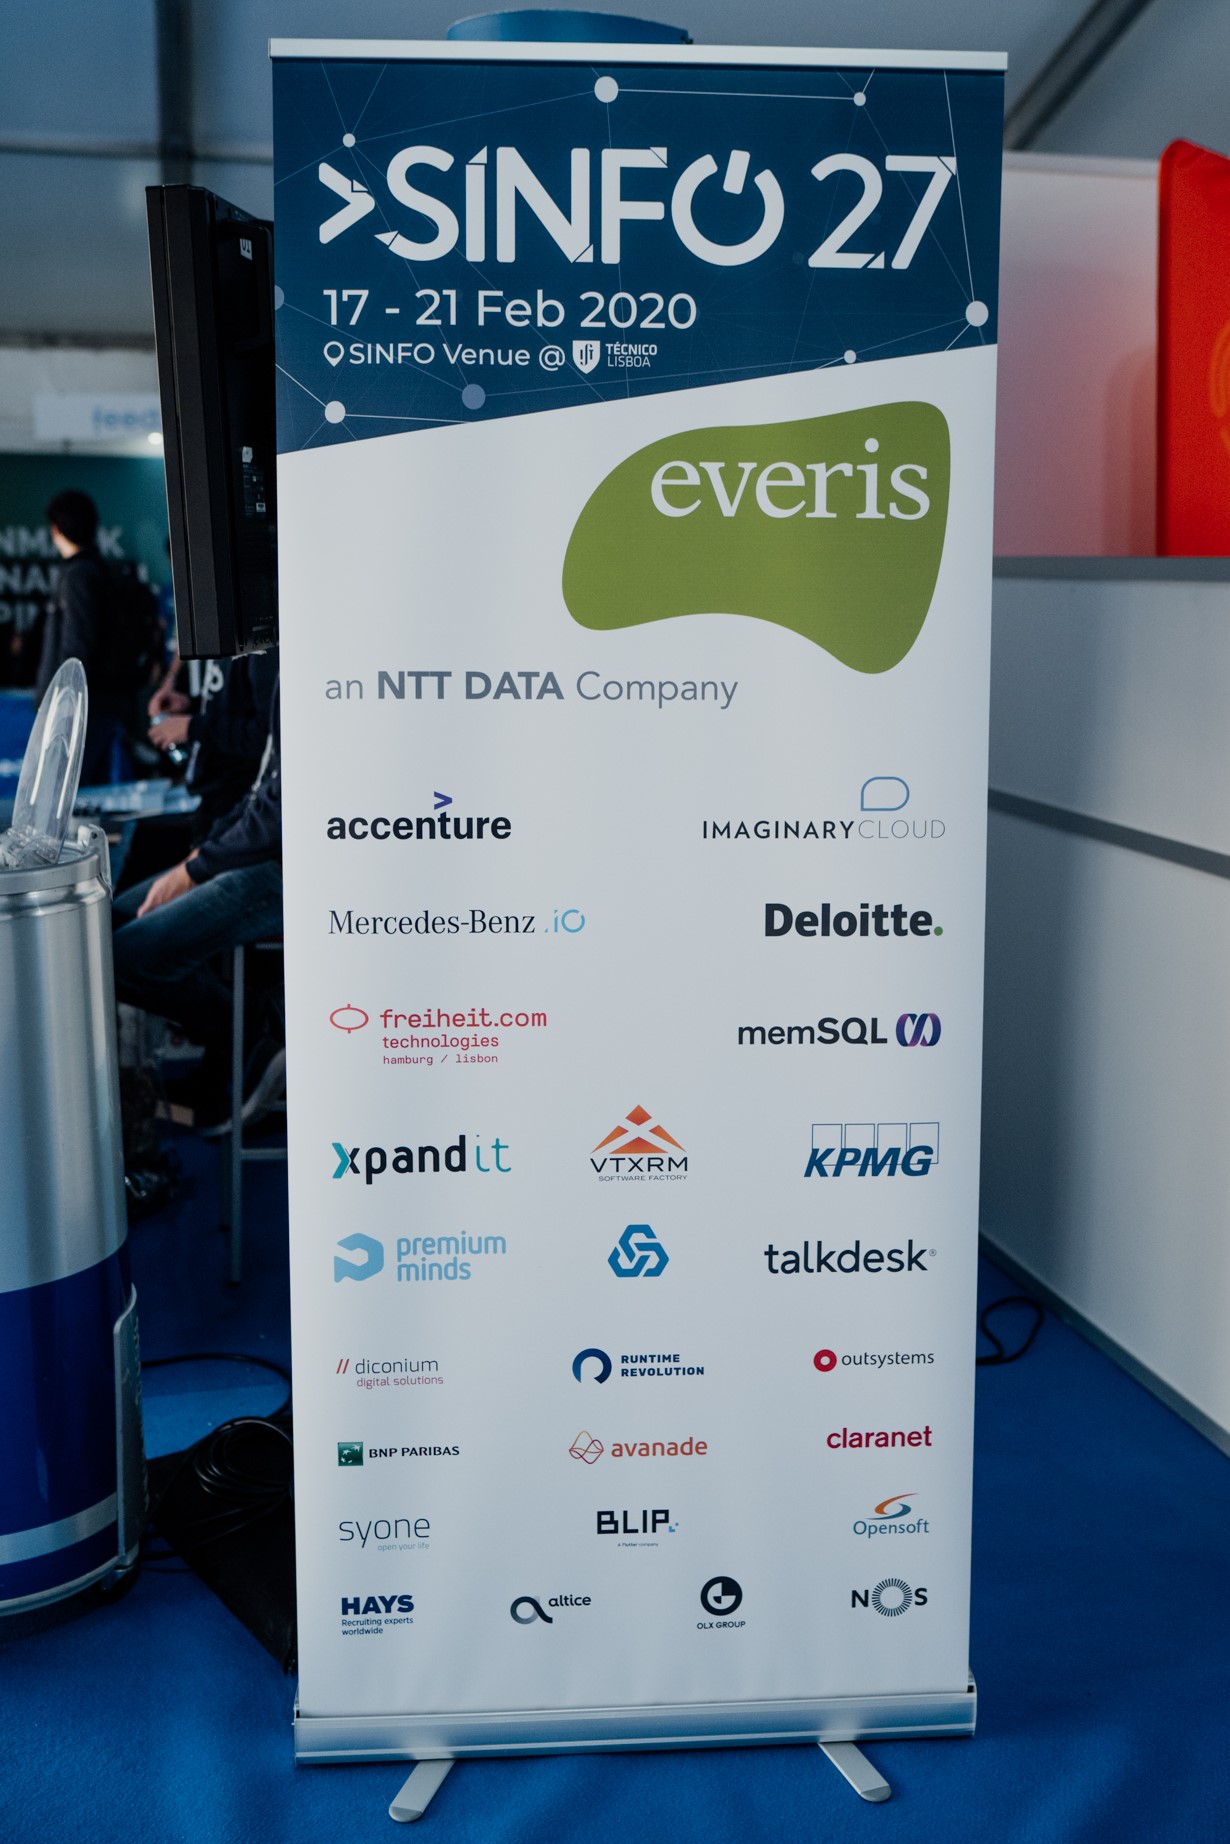 >SINFO 27
17 - 21 Feb 2020
SINFO Venue @ TÉCNICO LISBOA
everis
an NTT DATA Company
accenture
IMAGINARYCLOUD
Mercedes-Benz .io
Deloitte.
freiheit.com
technologies
hamburg / lisbon
memSQL
xpand it
VTXRM
SOFTWARE FACTORY
KPMG
premium
minds
talkdesk®
// diconium
digital solutions
RUNTIME
REVOLUTION
outsystems
BNP PARIBAS
avanade
claranet
syone
open your life
BLIP
Opensoft
HAYS
Recruiting experts
worldwide
altice
OLX GROUP
NOS
feed